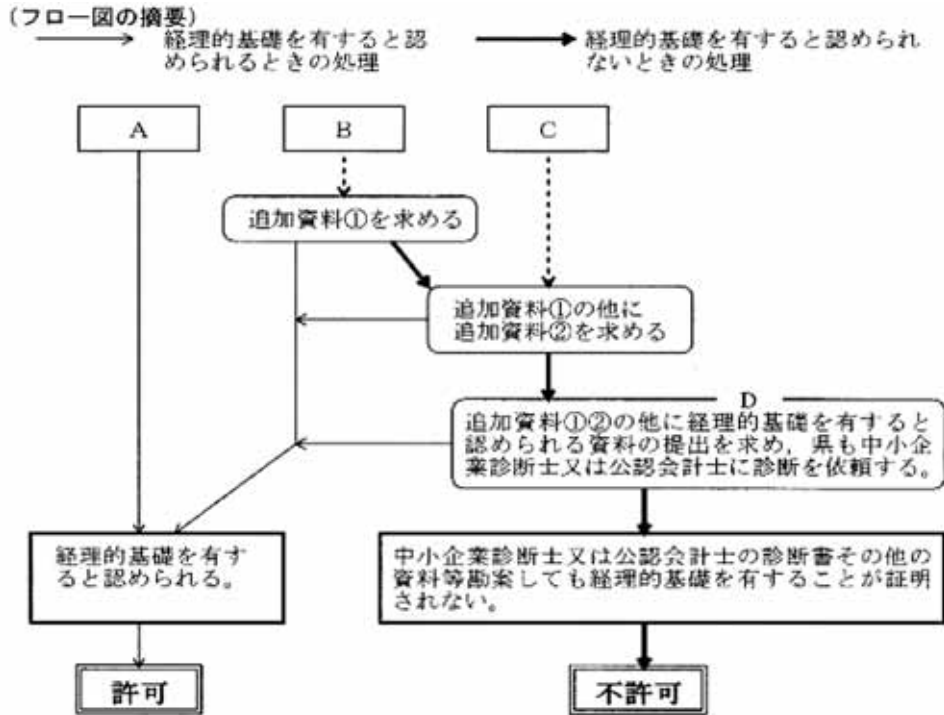 (フロー図の摘要)
経理的基礎を有すると認
められるときの処理
経理的基礎を有すると認められ
ないときの処理
A
B
C
追加資料①を求める
追加資料①の他に
追加資料②を求める
D
追加資料①②の他に経理的基礎を有すると
認められる資料の提出を求め，県も中小企
業診断士又は公認会計士に診断を依頼する。
経理的基礎を有す
ると認められる。
中小企業診断士又は公認会計士の診断書その他の
資料等勘案しても経理的基礎を有することが証明
されない。
許可
不許可